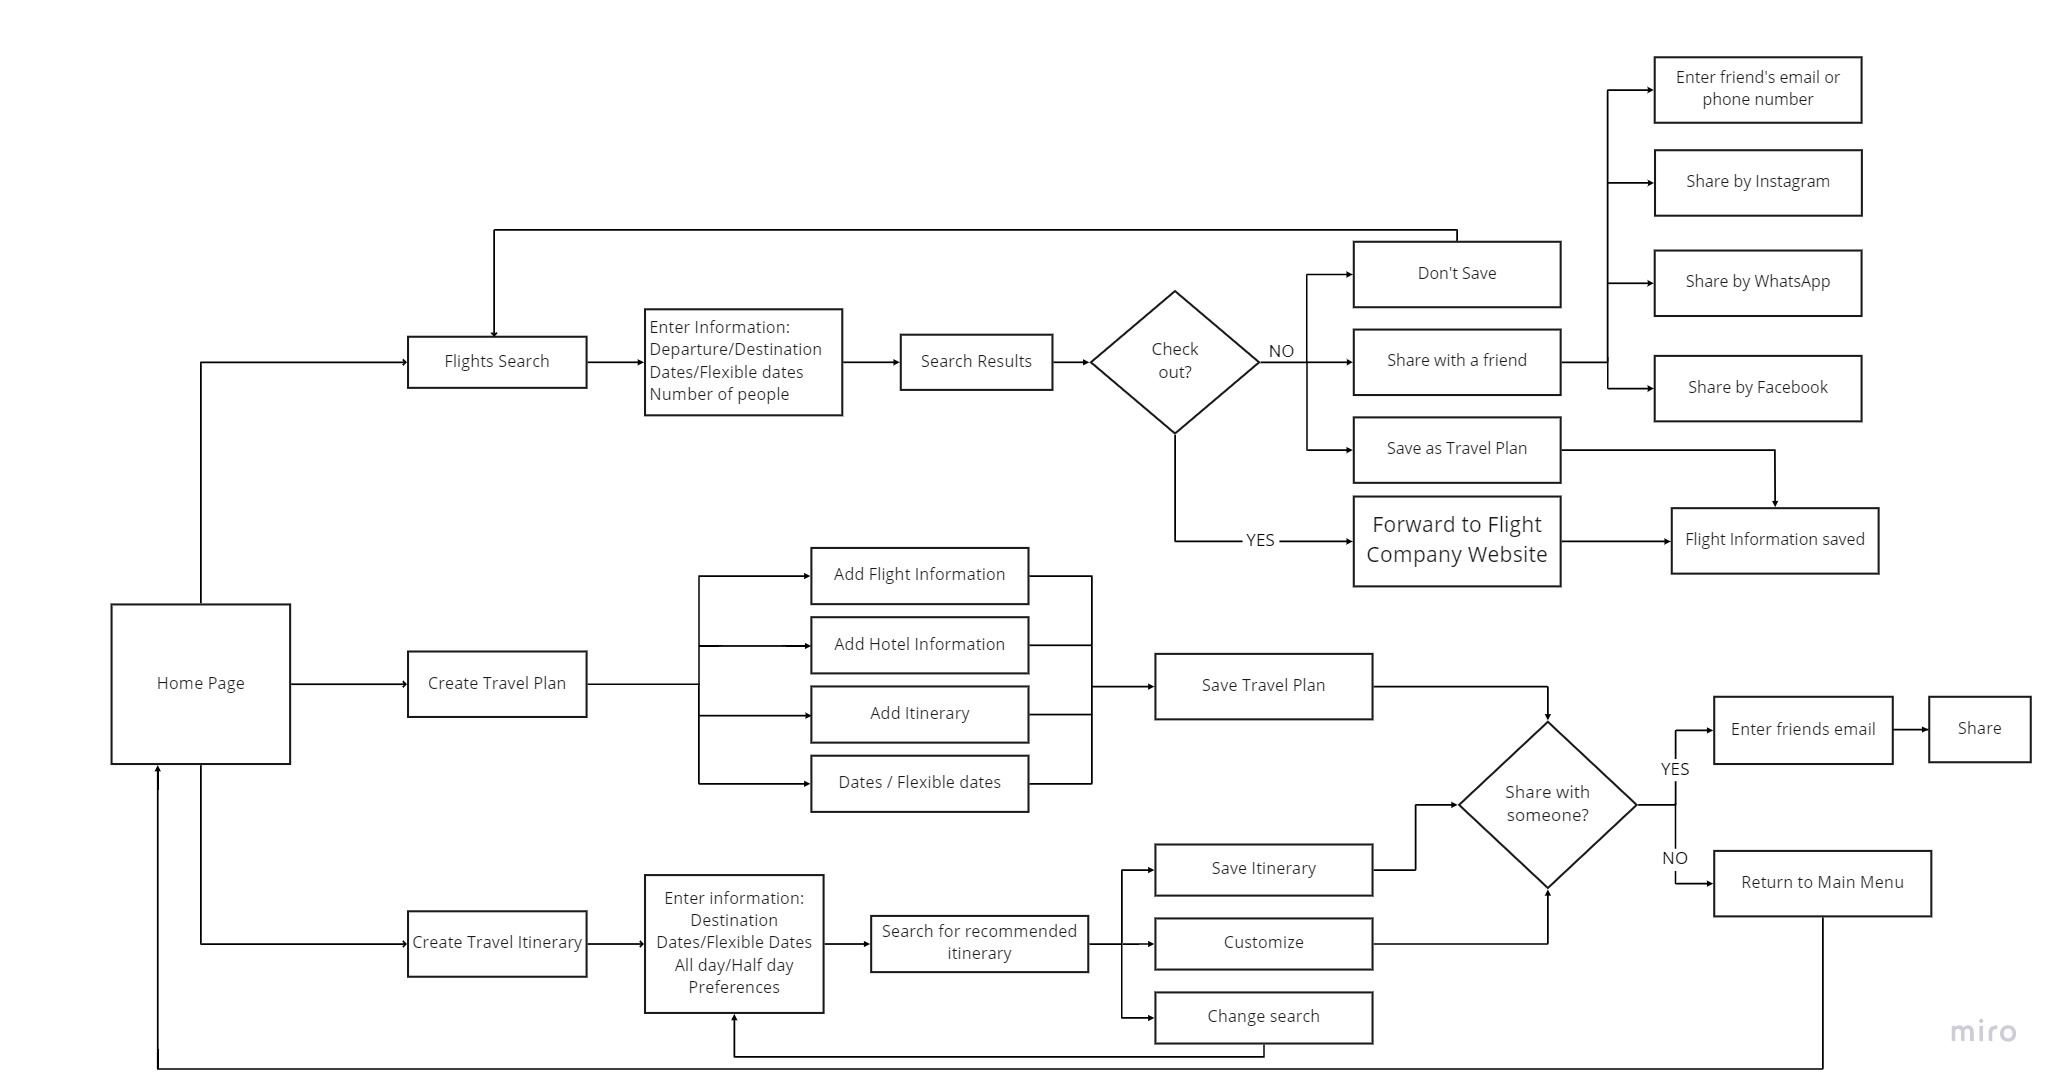 Enter friend's email or
phone number
Share by Instagram
Share by WhatsApp
Share by Facebook
Don't Save
Share with a friend
Save as Travel Plan
Flights Search
Enter Information:
Departure/Destination
Dates/Flexible dates
Number of people
Search Results
Check
out?
NO
YES
Forward to Flight
Company Website
Flight Information saved
Home Page
Create Travel Plan
Add Flight Information
Add Hotel Information
Add Itinerary
Dates / Flexible dates
Save Travel Plan
Share with
someone?
YES
Enter friends email
Share
NO
Return to Main Menu
Create Travel Itinerary
Enter information:
Destination
Dates/Flexible Dates
All day/Half day
Preferences
Search for recommended
itinerary
Save Itinerary
Customize
Change search
miro